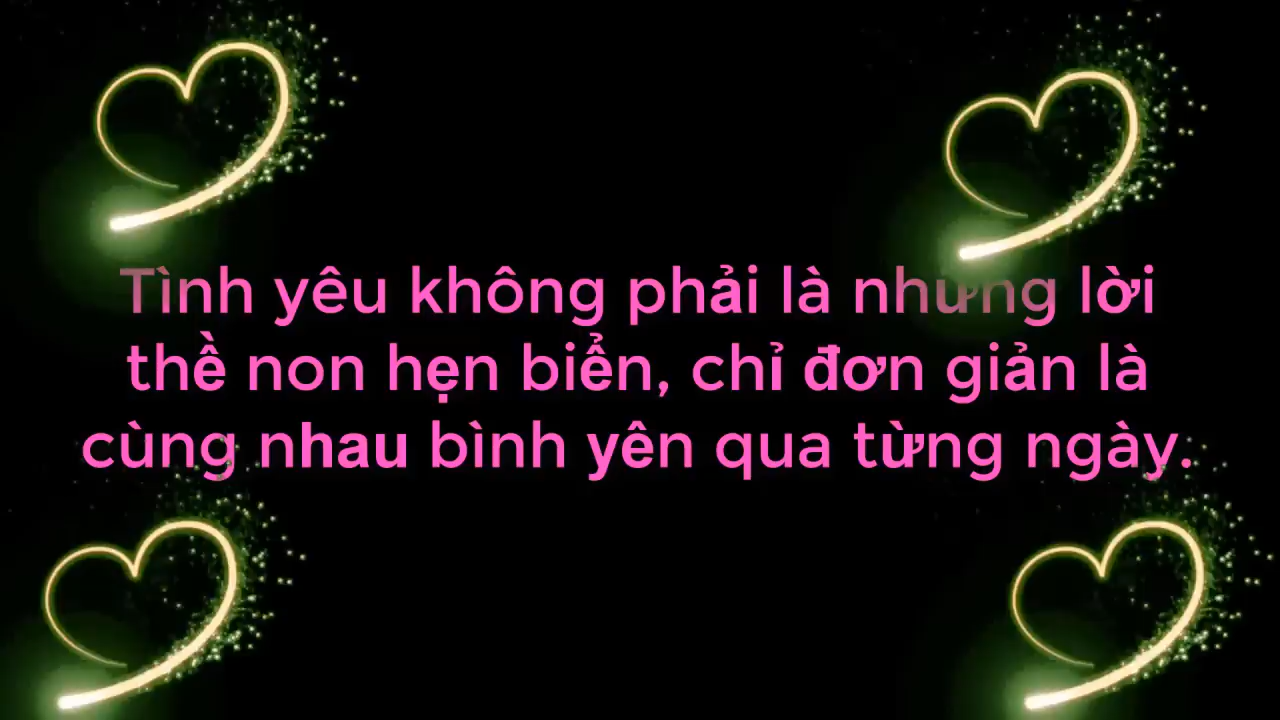 Tình yêu không phải là những lời
thề non hẹn biển, chỉ đơn giản là
cùng nhau bình yên qua từng ngày.